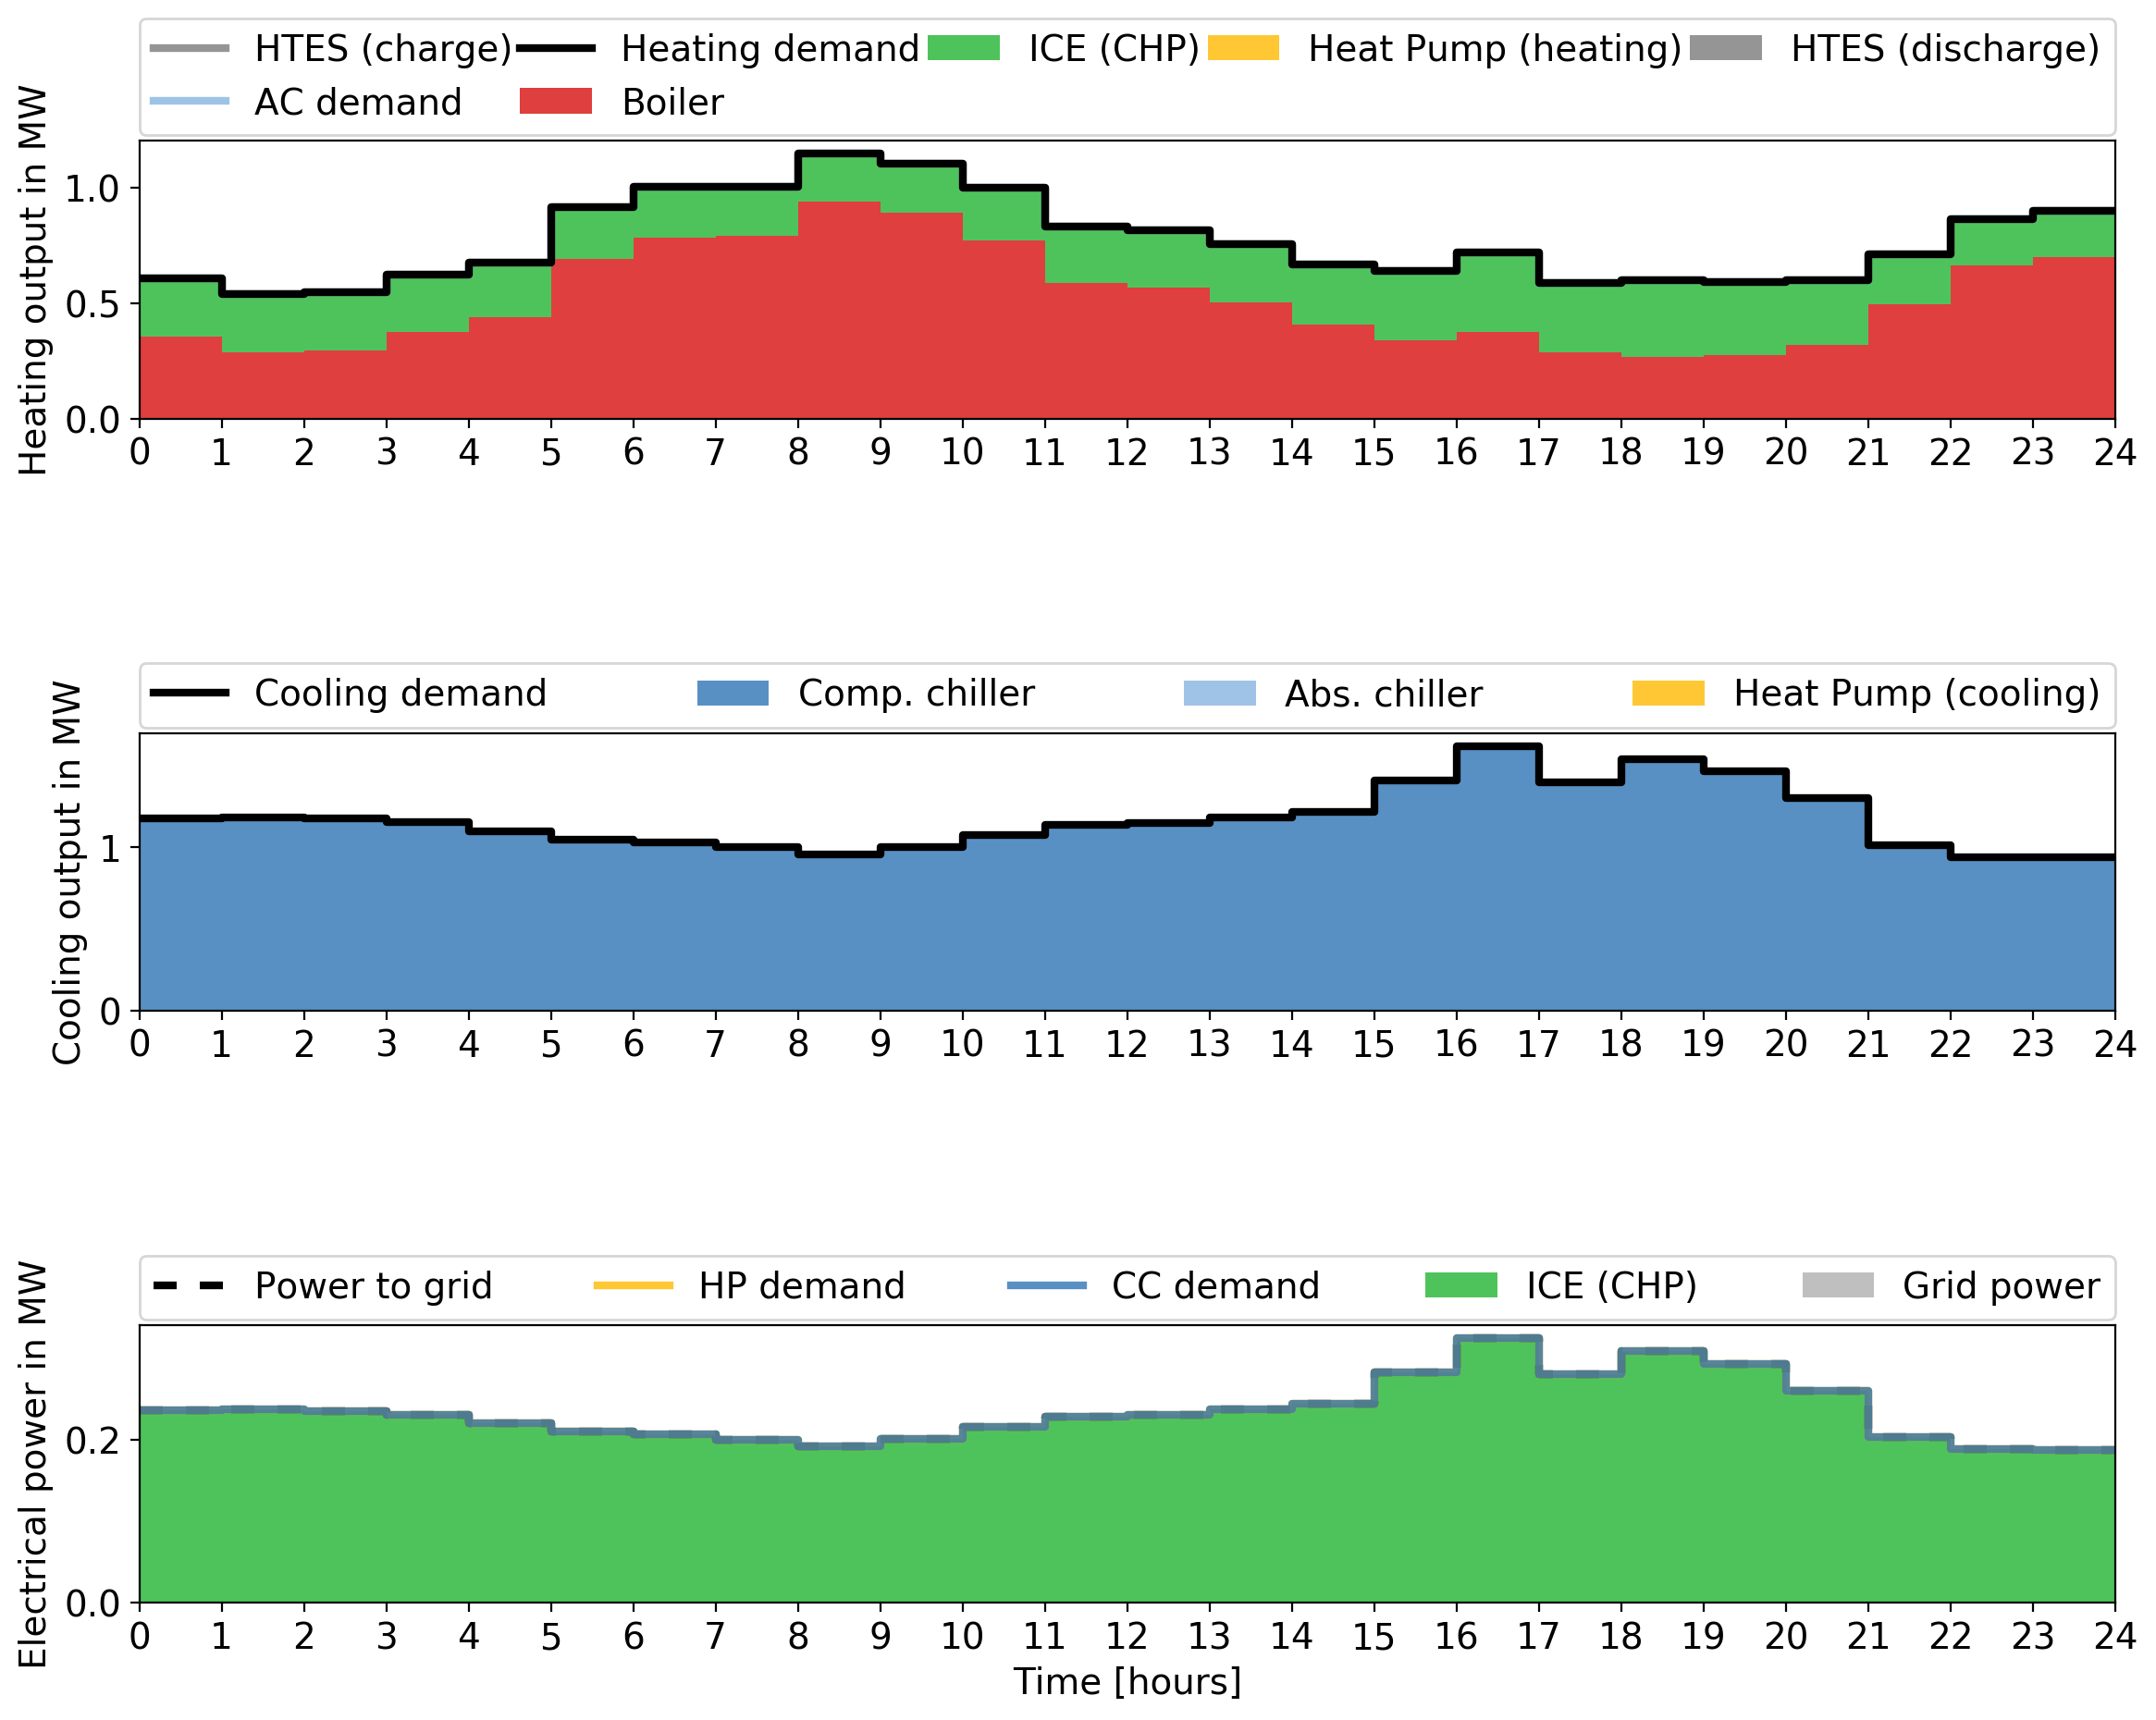 HTES (charge) Heating demand ICE (CHP) Heat Pump (heating) HTES (discharge)
AC demand Boiler
Heating output in MW
1.0
0.5
0.0
0 1 2 3 4 5 6 7 8 9 10 11 12 13 14 15 16 17 18 19 20 21 22 23 24
Cooling demand Comp. chiller Abs. chiller Heat Pump (cooling)
Cooling output in MW
1
0
0 1 2 3 4 5 6 7 8 9 10 11 12 13 14 15 16 17 18 19 20 21 22 23 24
Power to grid HP demand CC demand ICE (CHP) Grid power
Electrical power in MW
0.2
0.0
0 1 2 3 4 5 6 7 8 9 10 11 12 13 14 15 16 17 18 19 20 21 22 23 24
Time [hours]